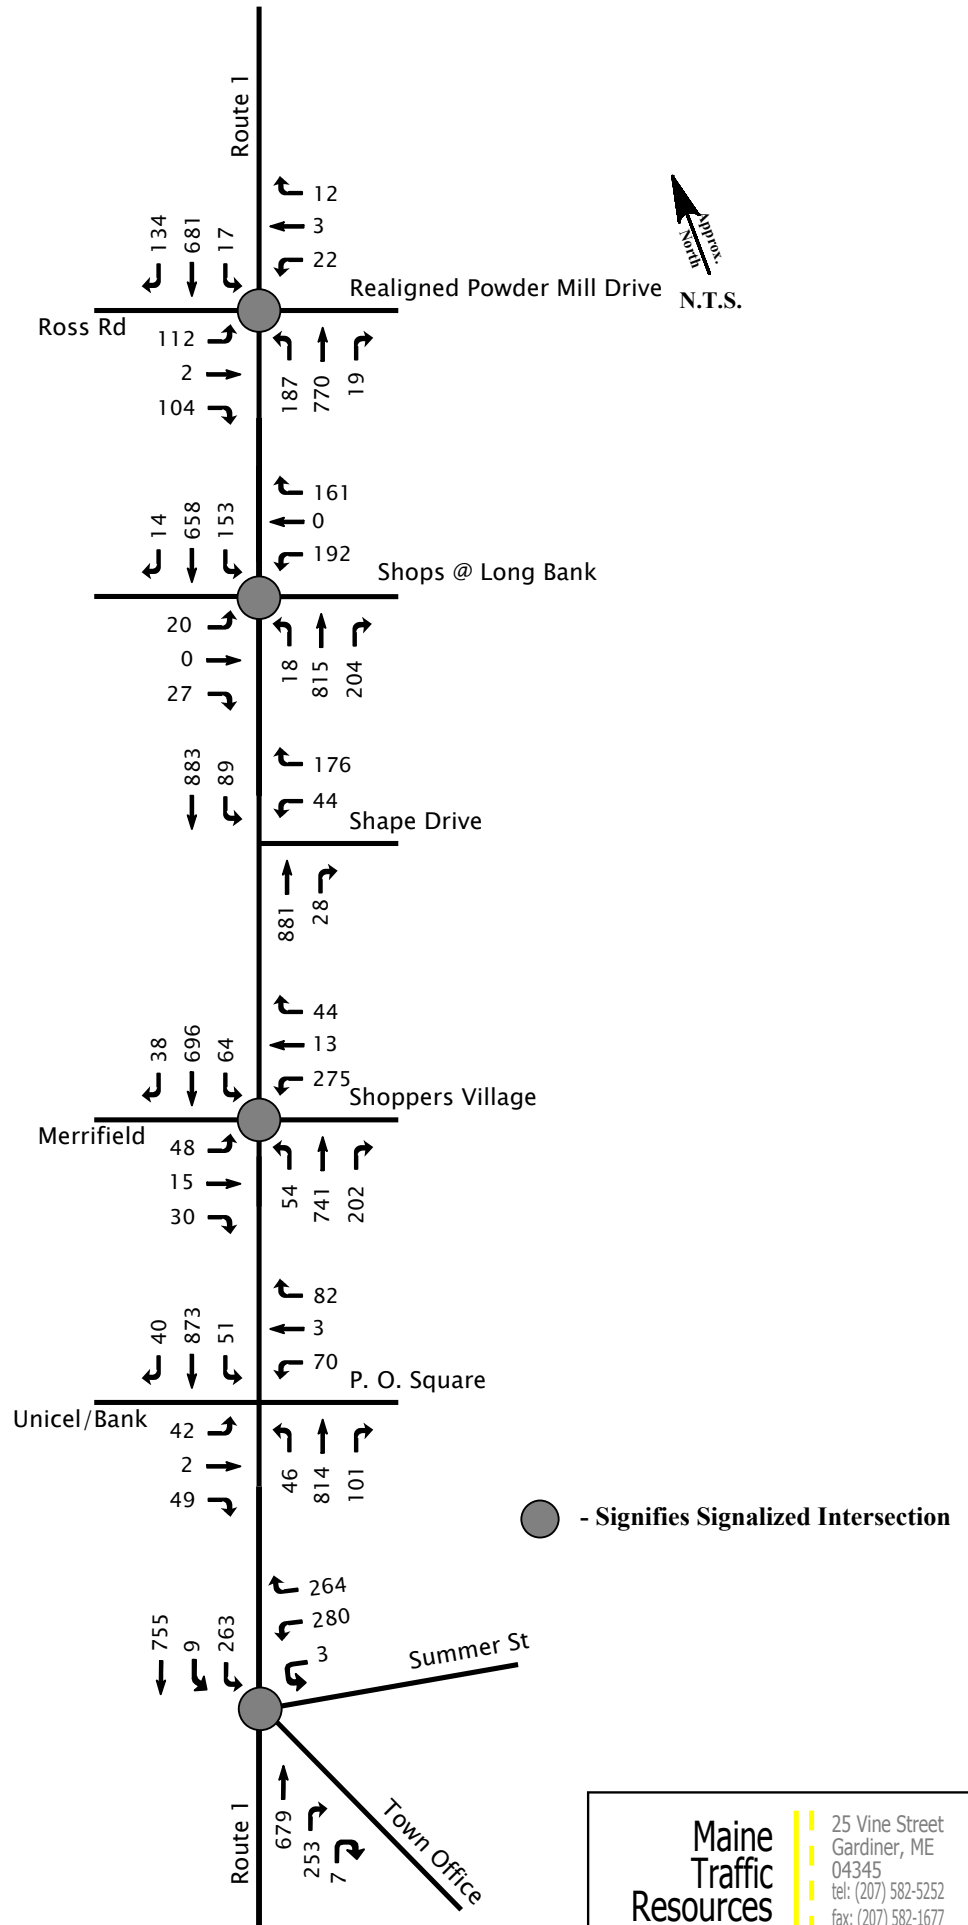 Route 1
12
3
22
134
681
17
Approx.
North
N.T.S.
Realigned Powder Mill Drive
Ross Rd
112
2
104
187
770
19
161
0
192
14
658
153
Shops @ Long Bank
20
0
27
18
815
204
883
89
176
44
Shape Drive
881
28
44
13
275
38
696
64
Shoppers Village
Merrifield
48
15
30
54
741
202
82
3
70
40
873
51
P. O. Square
Unicel/Bank
42
2
49
46
814
101
- Signifies Signalized Intersection
264
280
3
755
9
263
Summer St
679
253
7
Town Office
Route 1
Maine
Traffic
Resources
25 Vine Street
Gardiner, ME
04345
tel: (207) 582-5252
fax: (207) 582-1677